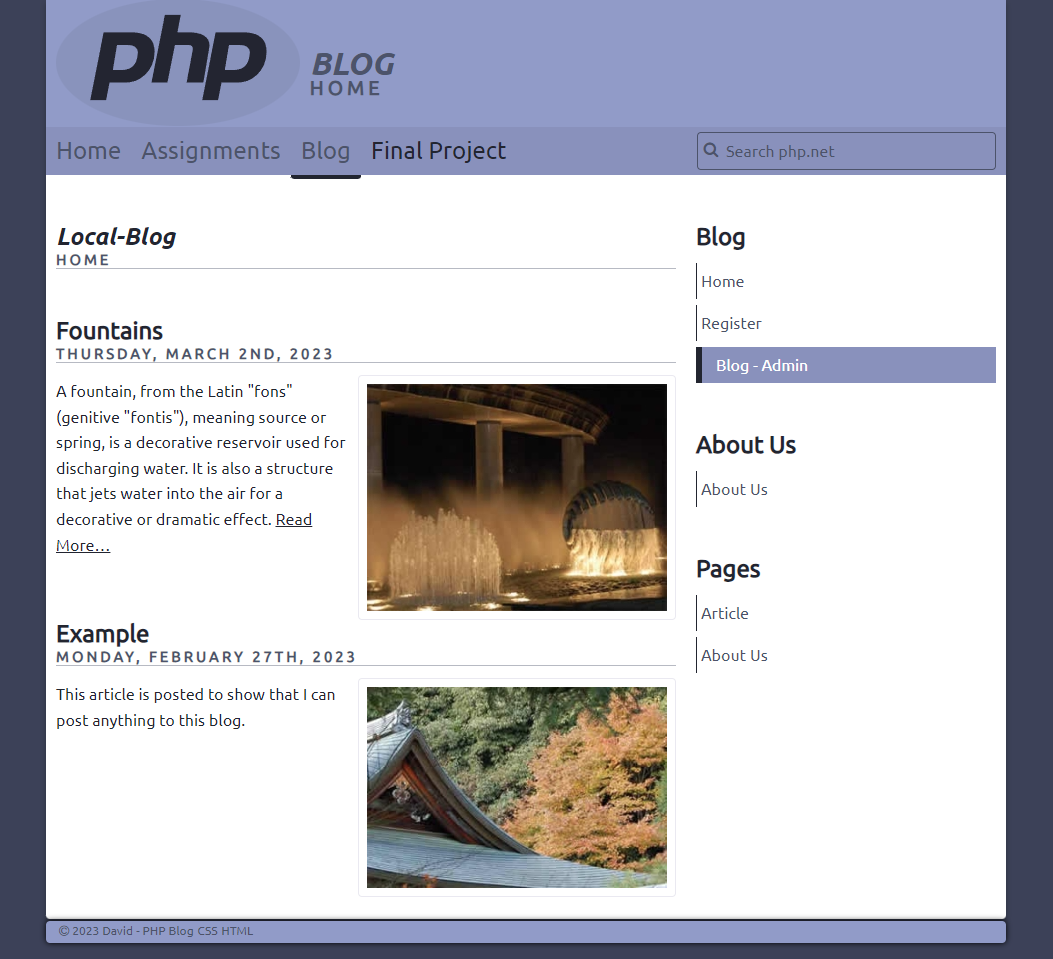 php
BLOG
HOME
Home Assignments Blog Final Project Search php.net
Local-Blog
HOME
Fountains
THURSDAY, MARCH 2ND, 2023
A fountain, from the Latin "fons"
(genitive "fontis"), meaning source or
spring, is a decorative reservoir used for
discharging water. It is also a structure
that jets water into the air for a
decorative or dramatic effect. Read
More…
Example
MONDAY, FEBRUARY 27TH, 2023
This article is posted to show that I can
post anything to this blog.
Blog
Home
Register
Blog - Admin
About Us
About Us
Pages
Article
About Us
© 2023 David - PHP Blog CSS HTML